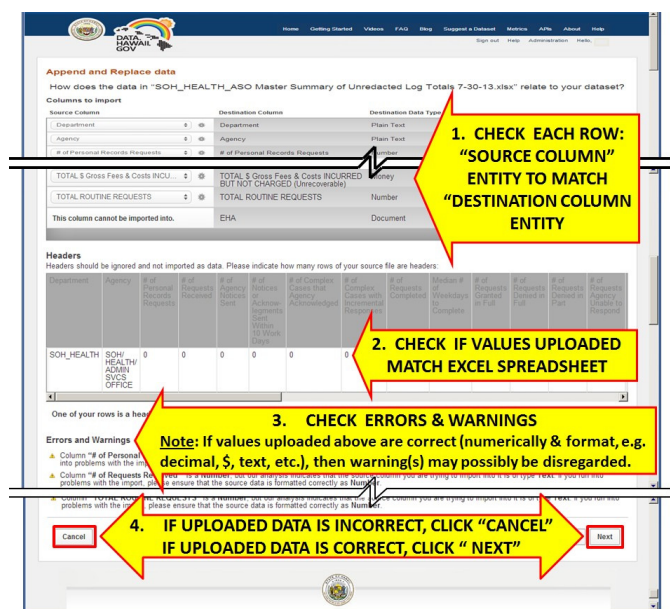 DATA.
HAWAII
GOV
Home Getting Started Videos FAQ Blog Suggest a Dataset Metrics APIs About Help
Sign out Help Administration Hello,
Append and Replace data
How does the data in "SOH_HEALTH_ASO Master Summary of Unredacted Log Totals 7-30-13.xlsx" relate to your dataset?
Columns to import
Source Column Destination Column Destination Data Type
Department Department Plain Text
Agency Agency Plain Text
# of Personal Records Requests # of Personal Records Requests Number
TOTAL $ Gross Fees & Costs INCU... TOTAL $ Gross Fees & Costs INCURRED Money
BUT NOT CHARGED (Unrecoverable)
TOTAL ROUTINE REQUESTS TOTAL ROUTINE REQUESTS Number
This column cannot be imported into. EHA Document
1. CHECK EACH ROW:
"SOURCE COLUMN"
ENTITY TO MATCH
"DESTINATION COLUMN
ENTITY
Headers
Headers should be ignored and not imported as data. Please indicate how many rows of your source file are headers:
Department Agency # of Personal Records Requests # of Requests Received # of Agency Notices Sent # of Notices or Acknowlegments Sent Within 10 Work Days # of Complex Cases that Agency Acknowledged # of Complex Cases with Incremental Responses # of Requests Completed Median # of Weekdays to Complete # of Requests Granted in Full # of Requests Denied in Full # of Requests Denied in Part # of Requests Agency Unable to Respond
SOH_HEALTH SOH/HEALTH/ADMIN SVCS OFFICE 0 0 0 0 0 0
2. CHECK IF VALUES UPLOADED
MATCH EXCEL SPREADSHEET
One of your rows is a hea
3. CHECK ERRORS & WARNINGS
Note: If values uploaded above are correct (numerically & format, e.g.
decimal, $, text, etc.), then warning(s) may possibly be disregarded.
Errors and Warnings
Column "# of Personal
into problems with the im
Column "# of Requests Re
problems with the import, please ensure that the source data is formatted correctly as Number.
Column "TOTAL ROUTINE REQUESTS" is a Number, but our analysis indicates that the source column you are trying to import into it is of type Text. If you run into
problems with the import, please ensure that the source data is formatted correctly as Number.
4. IF UPLOADED DATA IS INCORRECT, CLICK "CANCEL"
IF UPLOADED DATA IS CORRECT, CLICK " NEXT"
Cancel Next